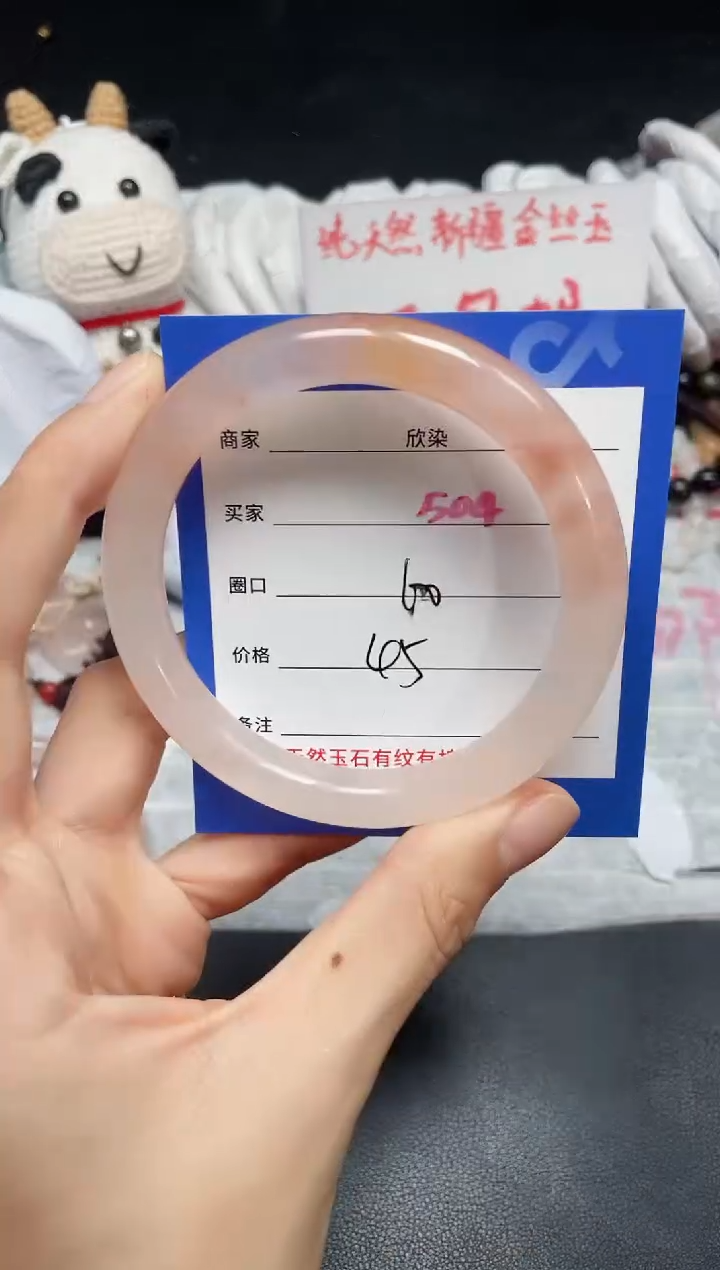 纯天然新疆金丝玉
商家 欣染
买家 504
圈口 60
价格 45
备注
天然玉石有纹有